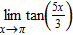 lim tan(5x/3)
x→π